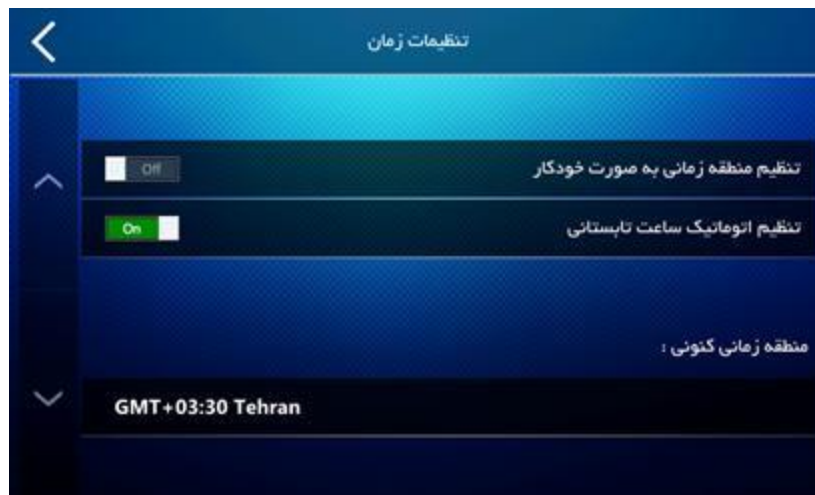 تنظیمات زمان
تنظیم منطقه زمانی به صورت خودکار
Off
تنظیم اتوماتیک ساعت تابستانی
On
منطقه زمانی کنونی :
GMT+03:30 Tehran